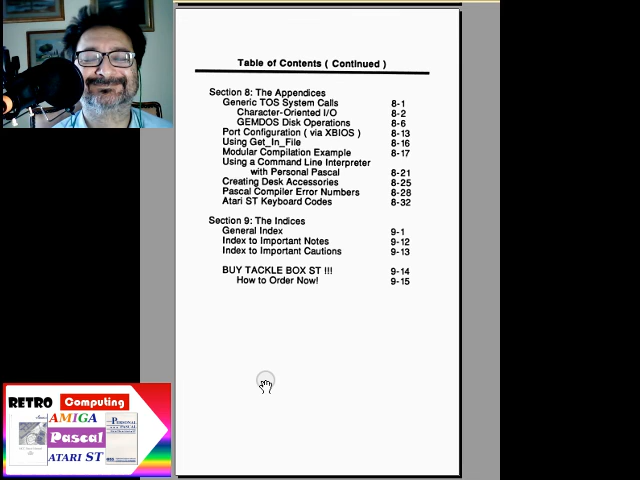 Table of Contents ( Continued )
Section 8: The Appendices
Generic TOS System Calls 8-1
Character-Oriented I/O 8-2
GEMDOS Disk Operations 8-6
Port Configuration ( via XBIOS ) 8-13
Using Get_In_File 8-16
Modular Compilation Example 8-17
Using a Command Line Interpreter
with Personal Pascal 8-21
Creating Desk Accessories 8-25
Pascal Compiler Error Numbers 8-28
Atari ST Keyboard Codes 8-32
Section 9: The Indices
General Index 9-1
Index to Important Notes 9-12
Index to Important Cautions 9-13
BUY TACKLE BOX ST !!! 9-14
How to Order Now! 9-15
RETRO Computing
AMIGA
PERSONAL
PASCAL
Pascal
ATARI ST